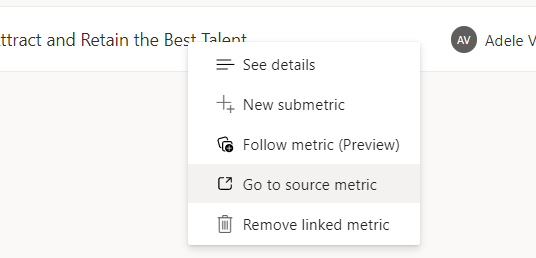 ttract and Retain the Best Talent
AV
Adele V
See details
New submetric
Follow metric (Preview)
Go to source metric
Remove linked metric